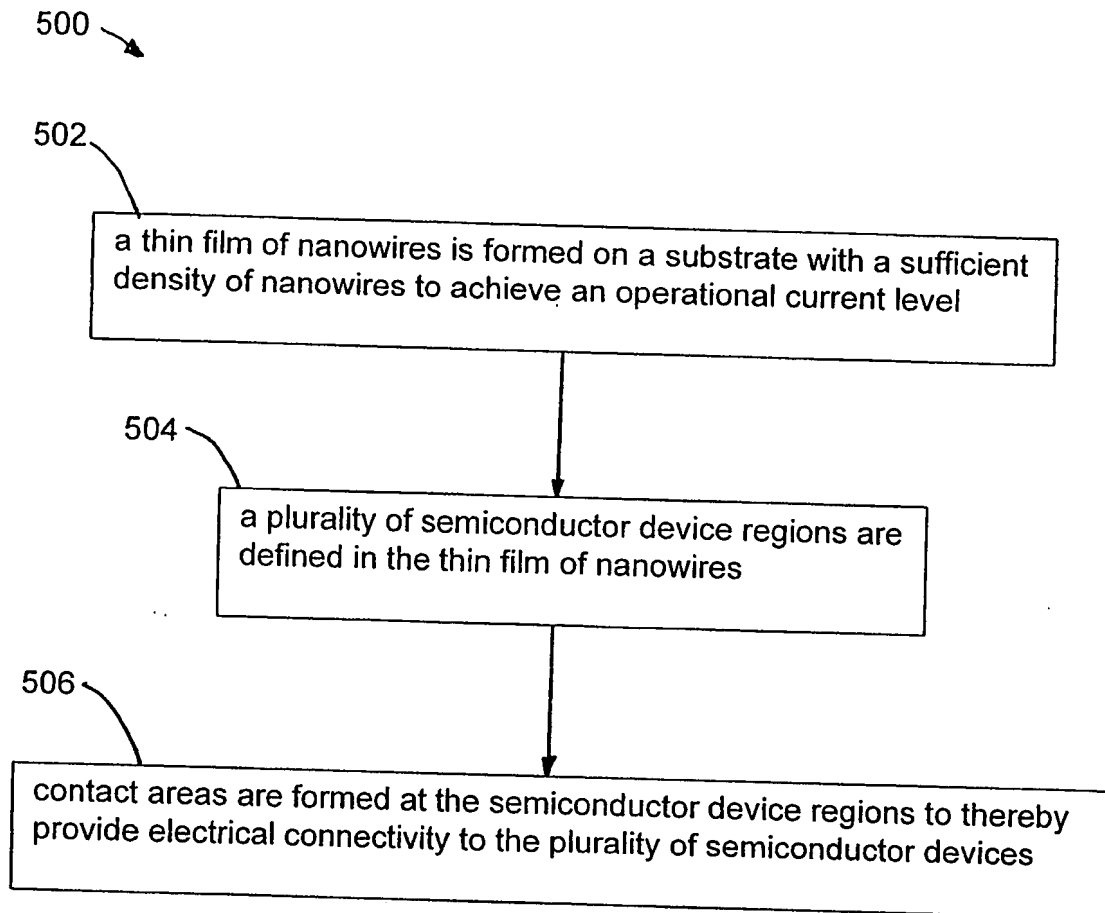 500
502
a thin film of nanowires is formed on a substrate with a sufficient
density of nanowires to achieve an operational current level
504
a plurality of semiconductor device regions are
defined in the thin film of nanowires
506
contact areas are formed at the semiconductor device regions to thereby
provide electrical connectivity to the plurality of semiconductor devices